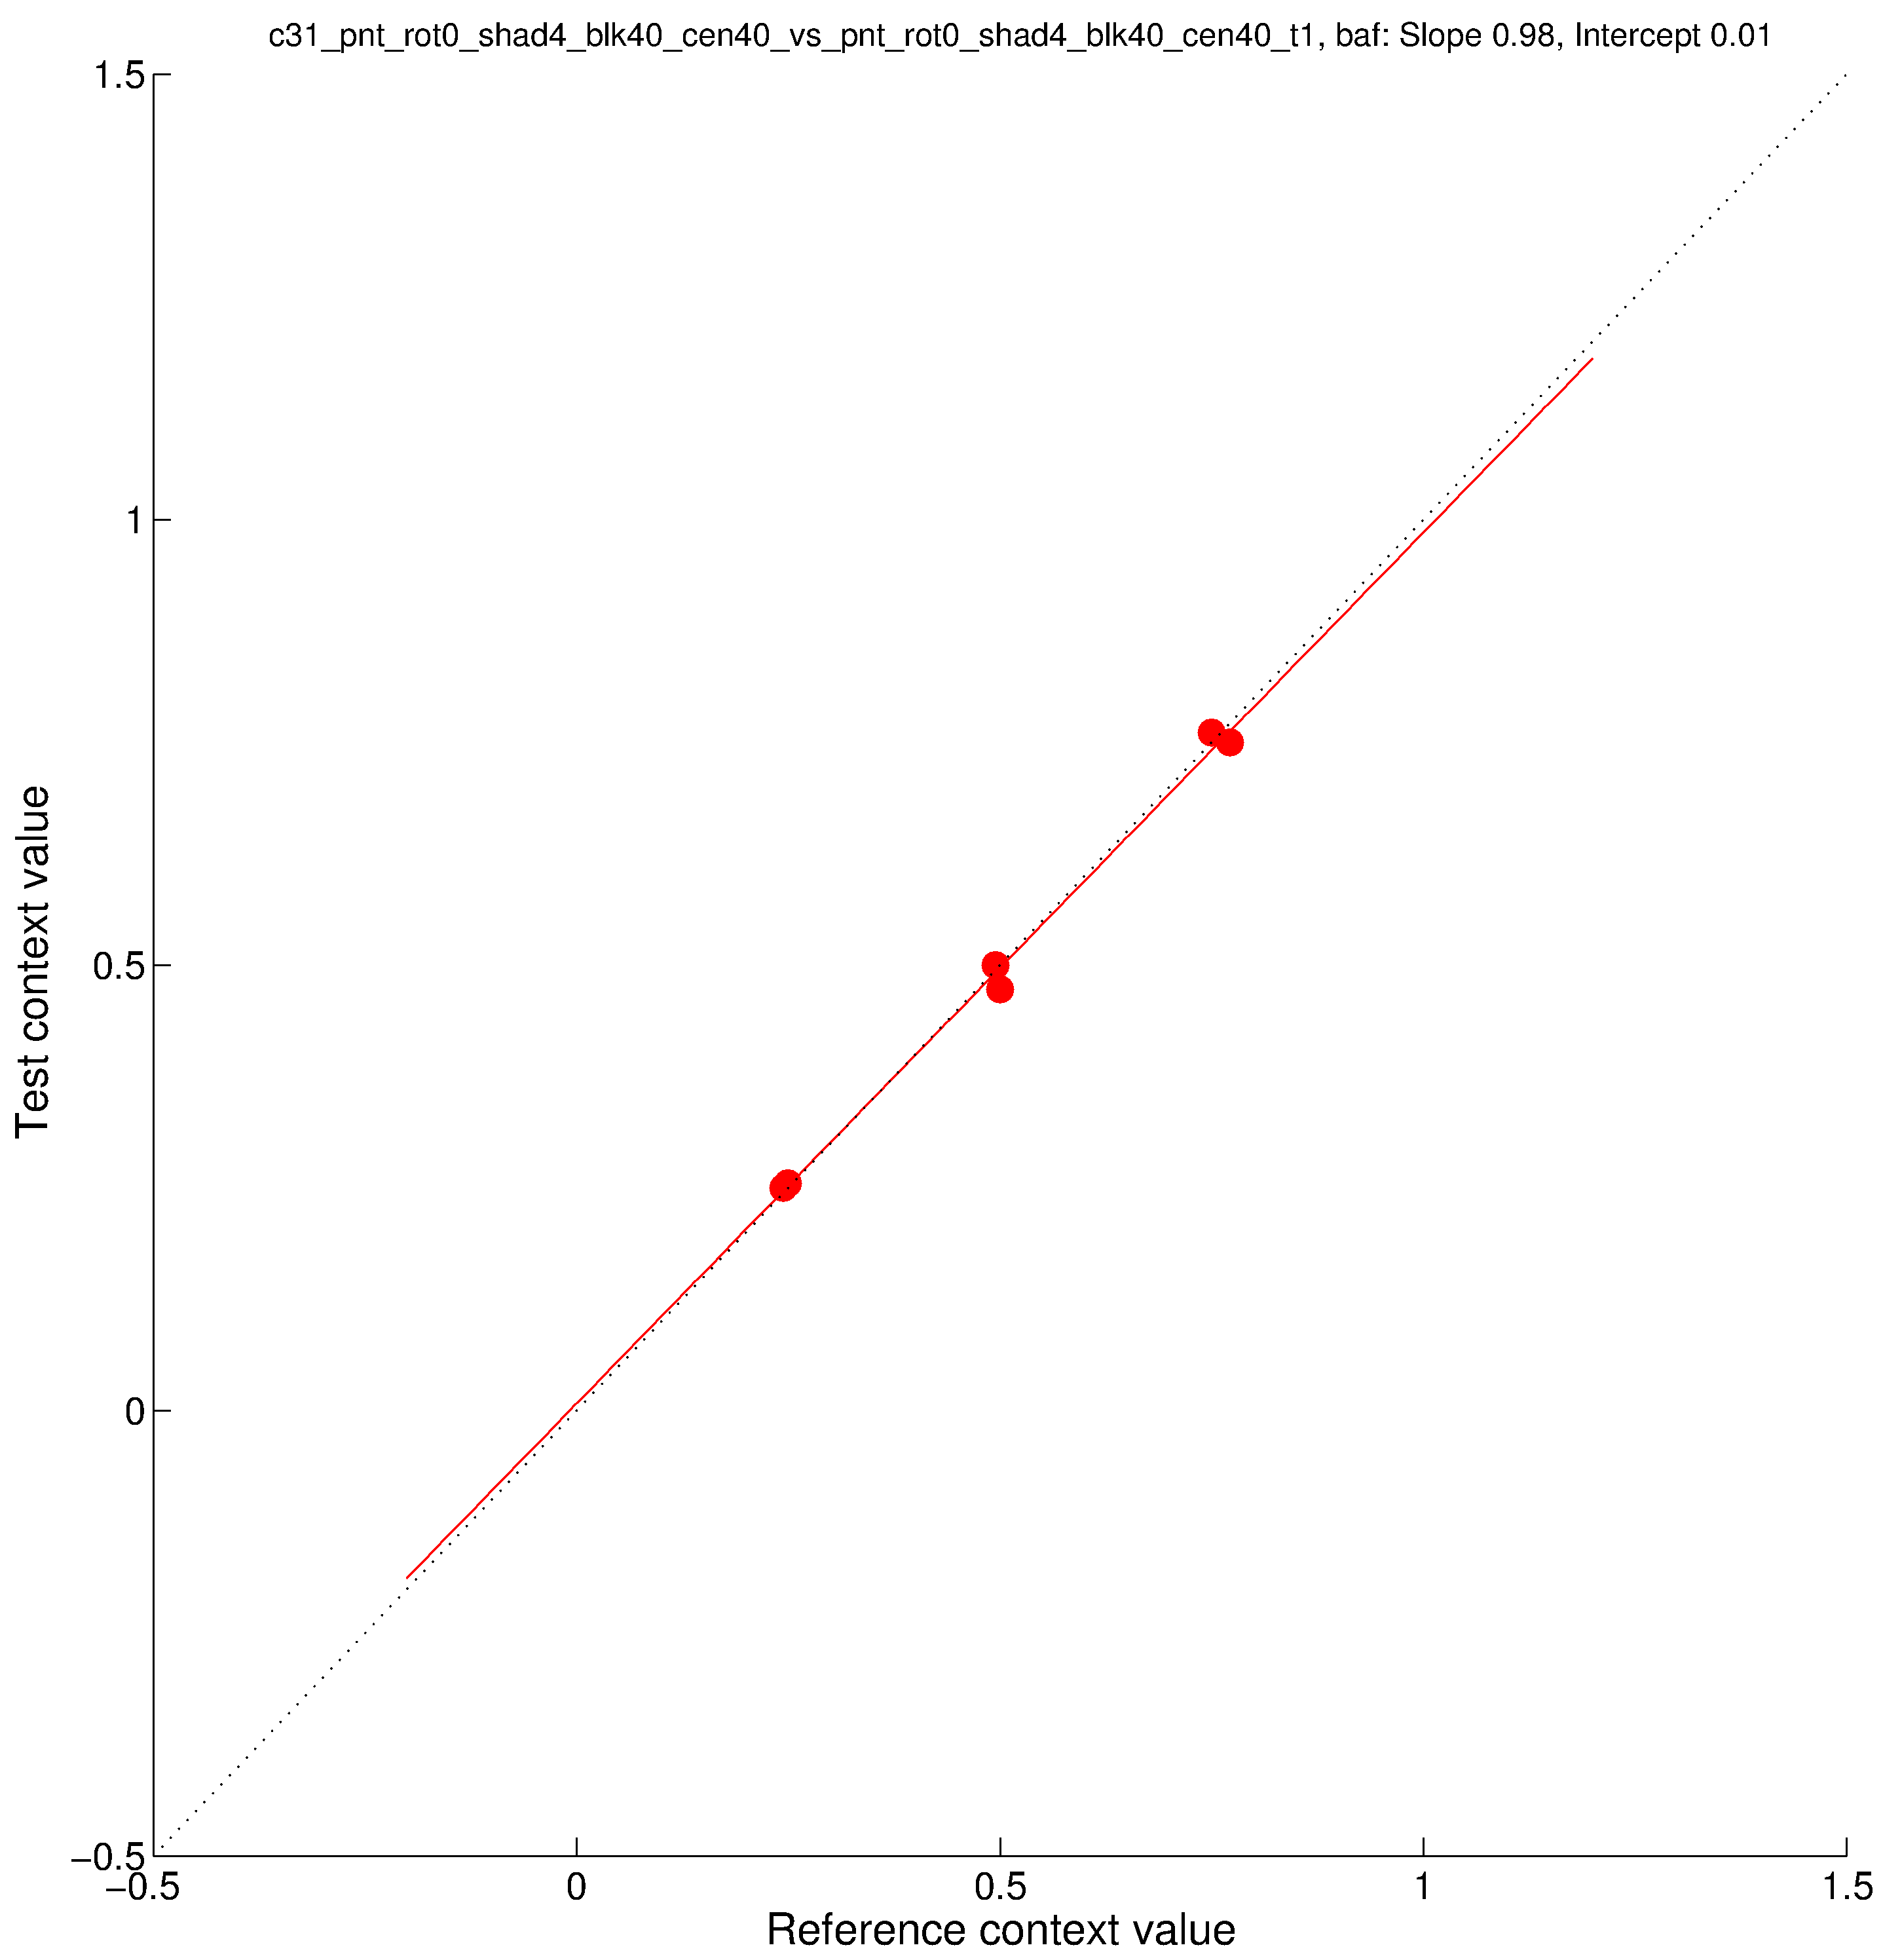 c31_pnt_rot0_shad4_blk40_cen40_vs_pnt_rot0_shad4_blk40_cen40_t1, baf: Slope 0.98, Intercept 0.01
1.5
1
0.5
0
−0.5
−0.5 0 0.5 1 1.5
Test context value
Reference context value